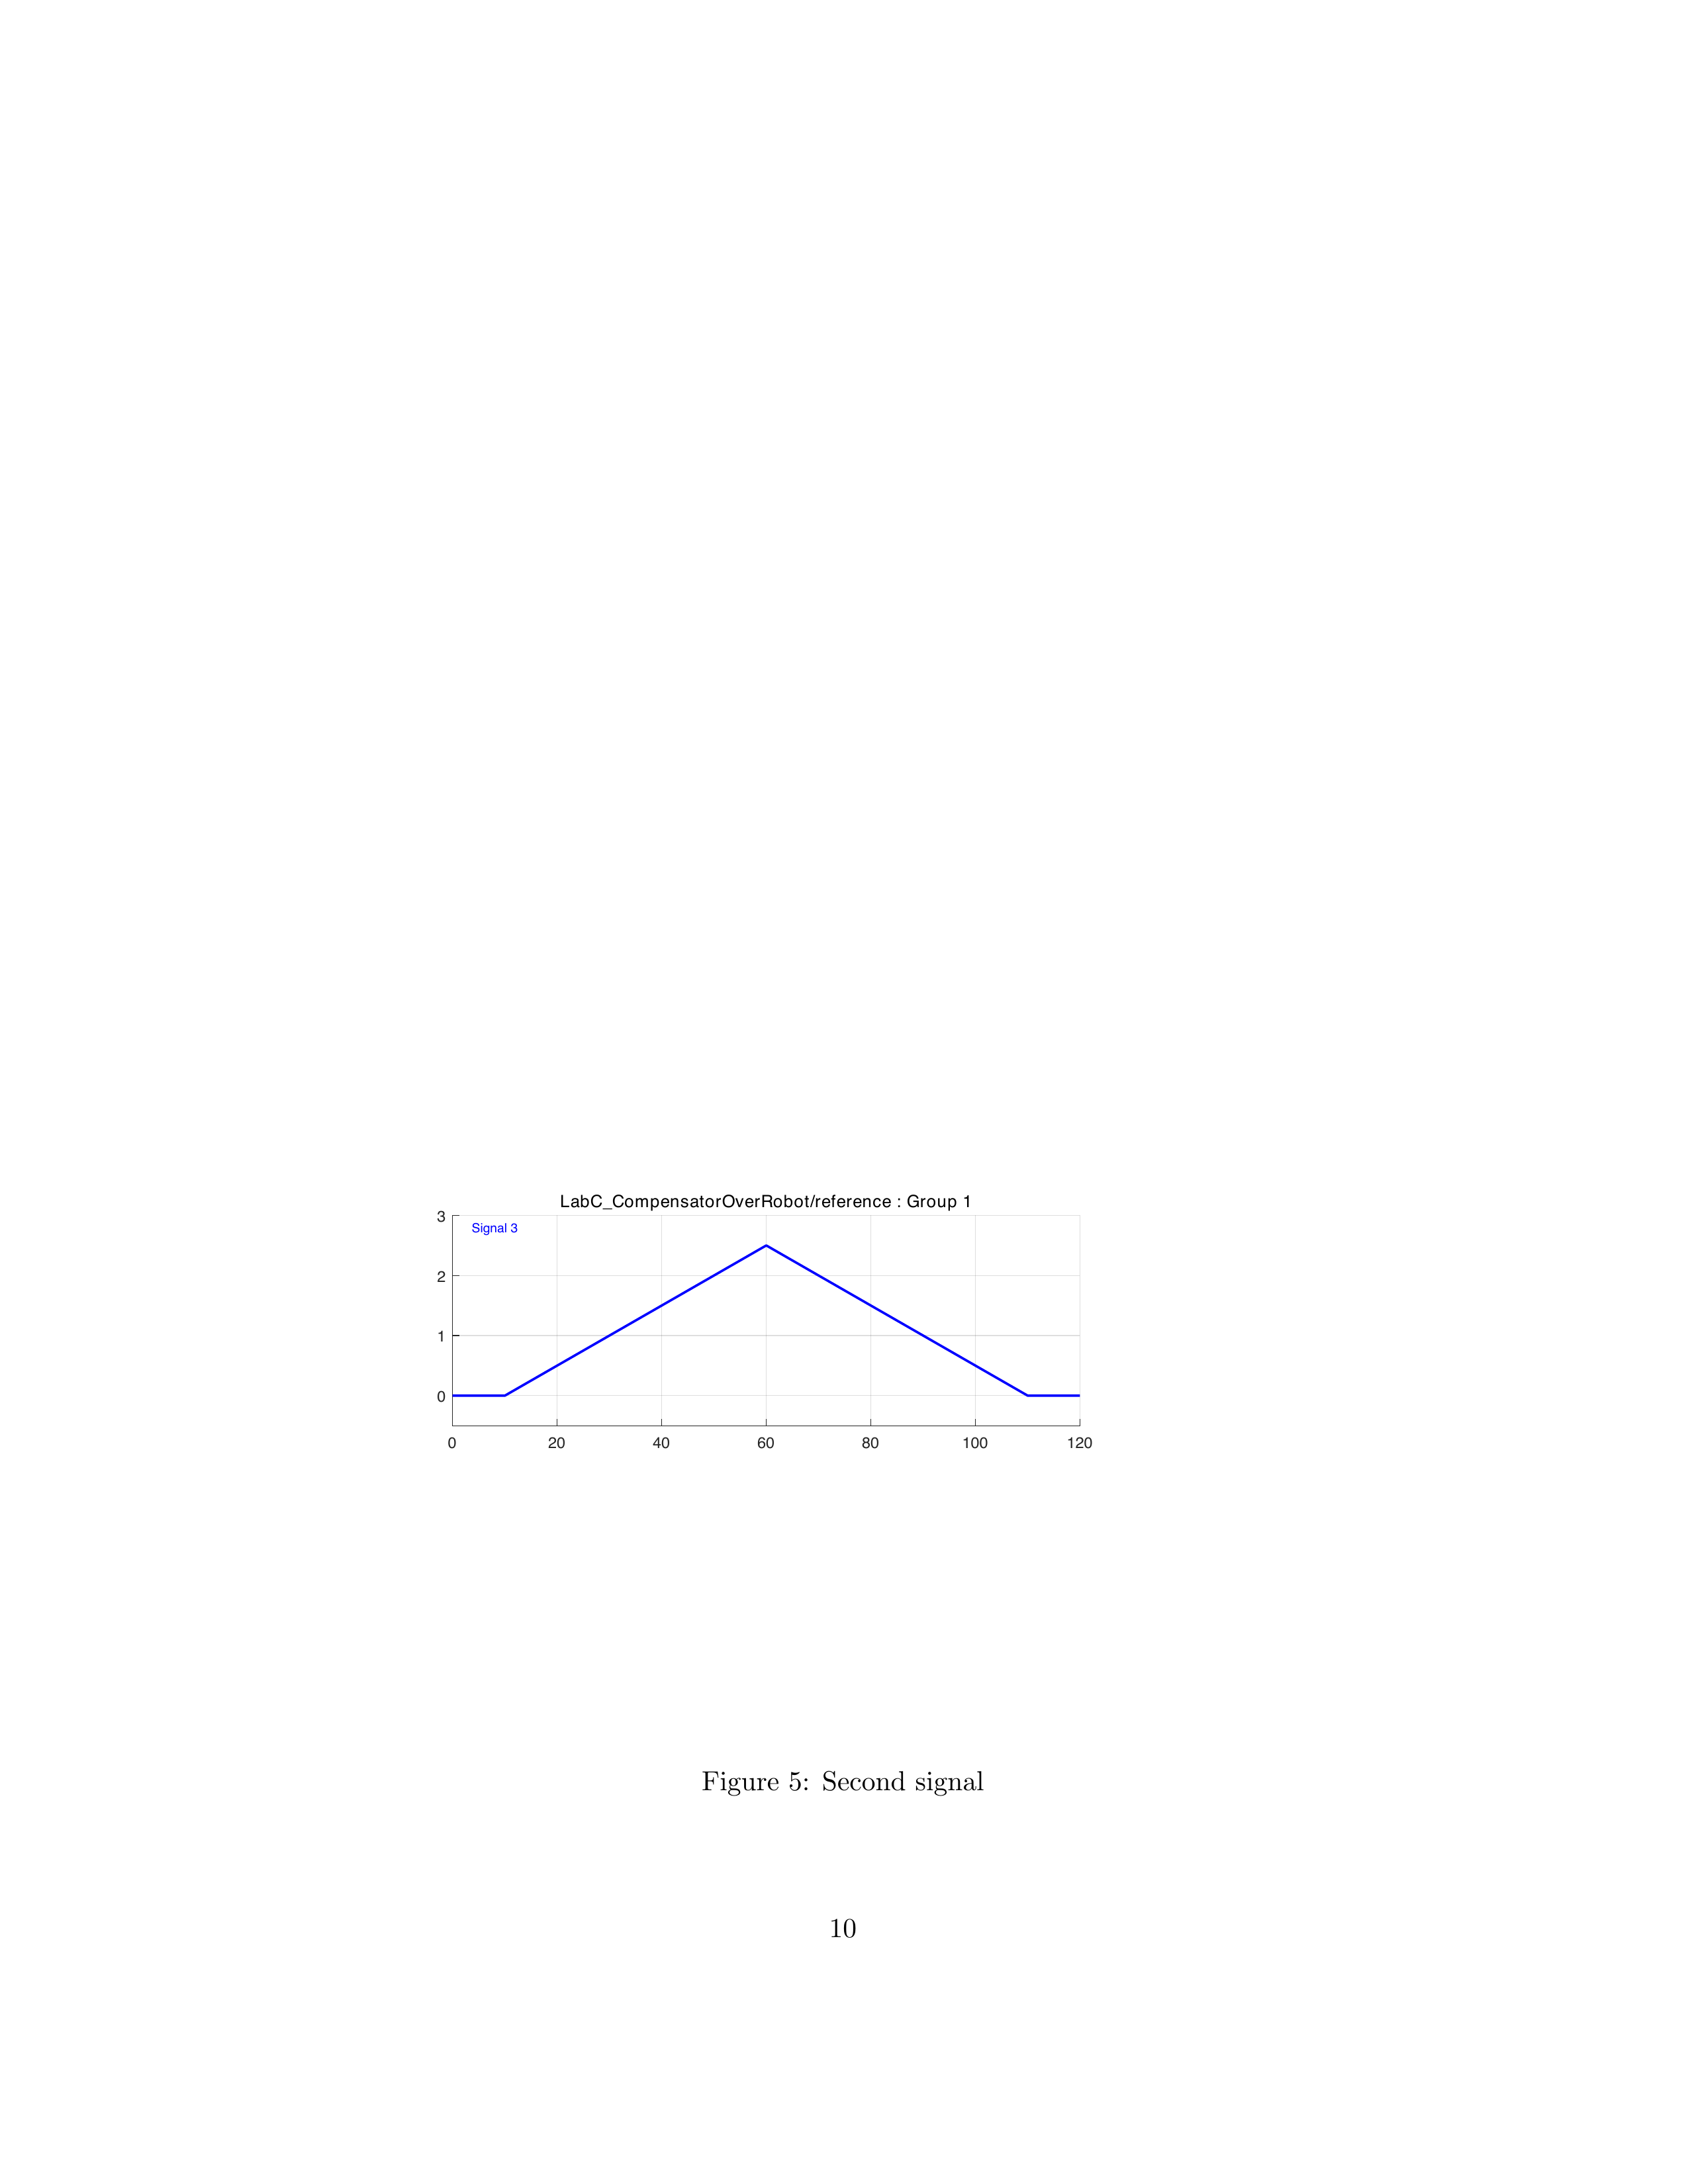 LabC_CompensatorOverRobot/reference : Group 1
3
Signal 3
2
1
0
0 20 40 60 80 100 120
Figure 5: Second signal
10